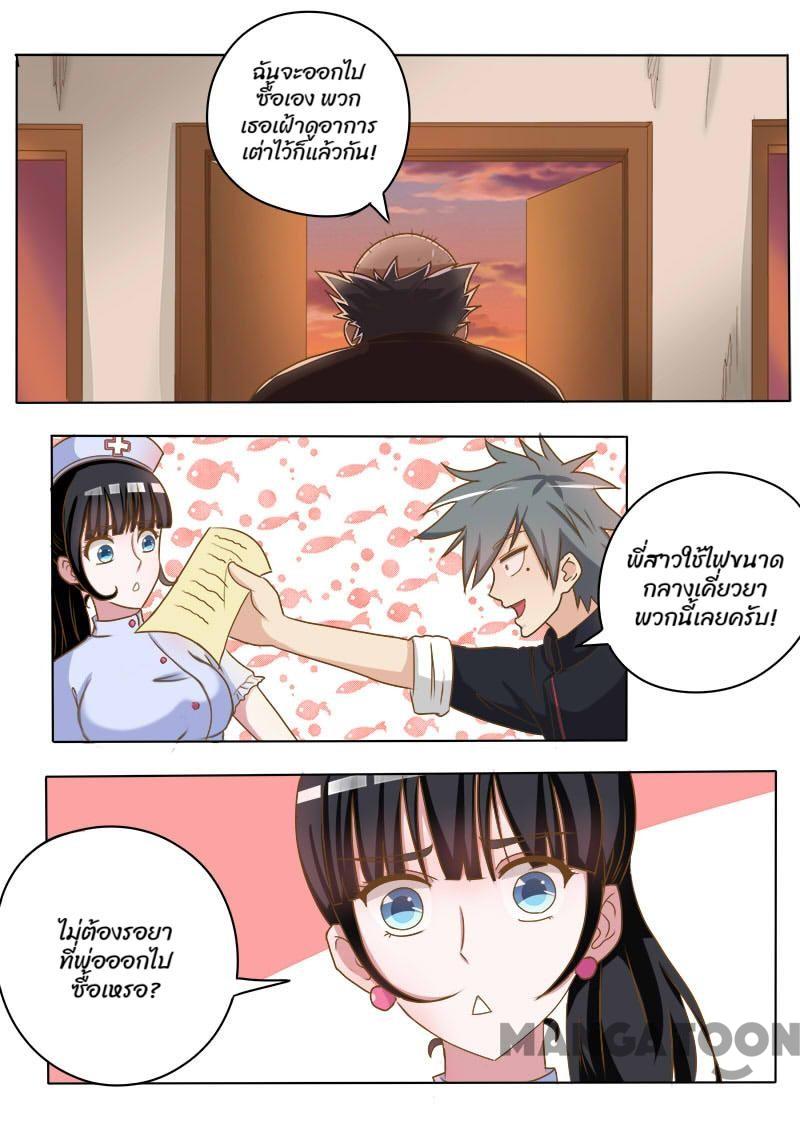 ฉันจะออกไป
ซื้อเอง พวก
เธอเฝ้าดูอาการ
เต่าไว้ก็แล้วกัน!
พี่สาวใช้ไฟขนาด
กลางเคี่ยวยา
พวกนี้เลยครับ!
ไม่ต้องรอยา
ที่พ่อออกไป
ซื้อเหรอ?
MANGATOON